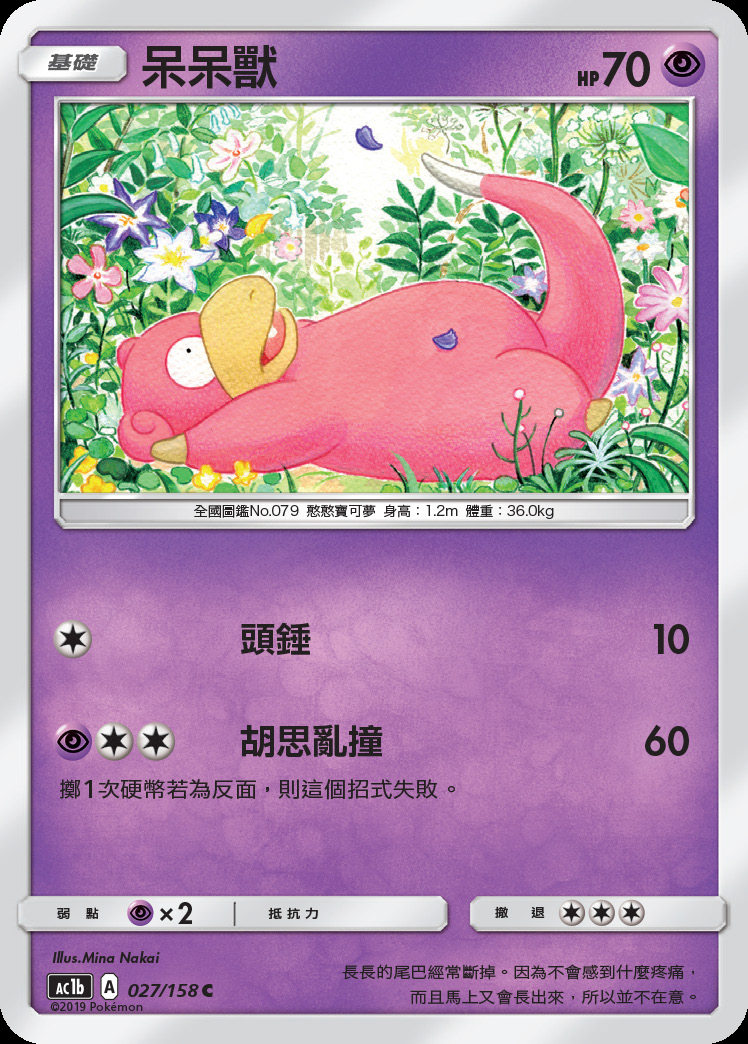 基礎 呆呆獸 HP70
全國圖鑑No.079 憨憨寶可夢 身高：1.2m 體重：36.0kg
頭錘 10
胡思亂撞 60
擲1次硬幣若為反面，則這個招式失敗。
弱點 ×2 抵抗力 撤退
Illus.Mina Nakai
AC1b A 027/158 C
©2019 Pokémon
長長的尾巴經常斷掉。因為不會感到什麼疼痛，
而且馬上又會長出來，所以並不在意。